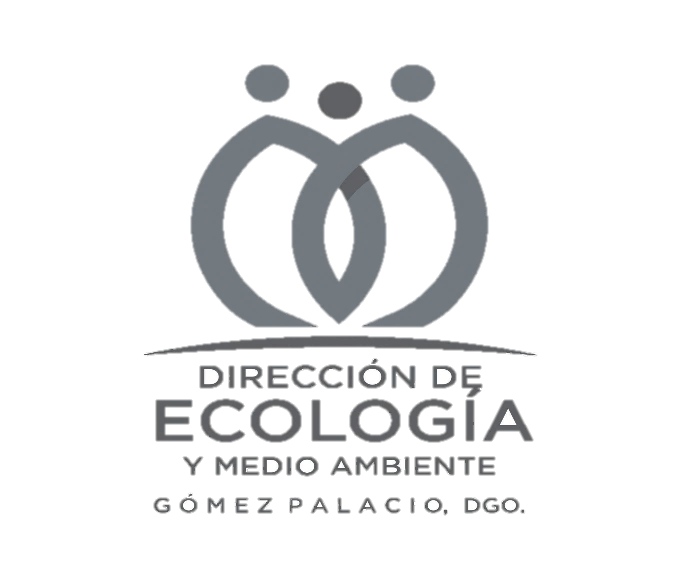 DIRECCIÓN DE
ECOLOGÍA
Y MEDIO AMBIENTE
GÓMEZ PALACIO, DGO.